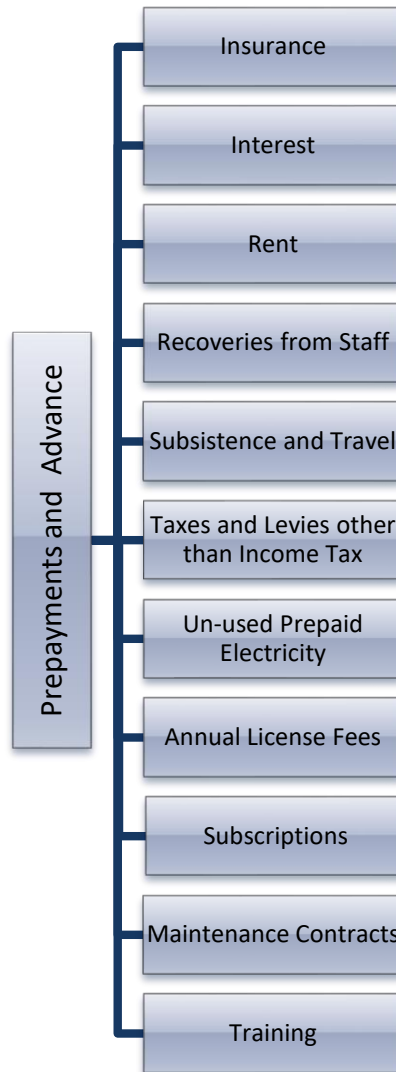 Prepayments and Advance
Insurance
Interest
Rent
Recoveries from Staff
Subsistence and Travel
Taxes and Levies other
than Income Tax
Un-used Prepaid
Electricity
Annual License Fees
Subscriptions
Maintenance Contracts
Training